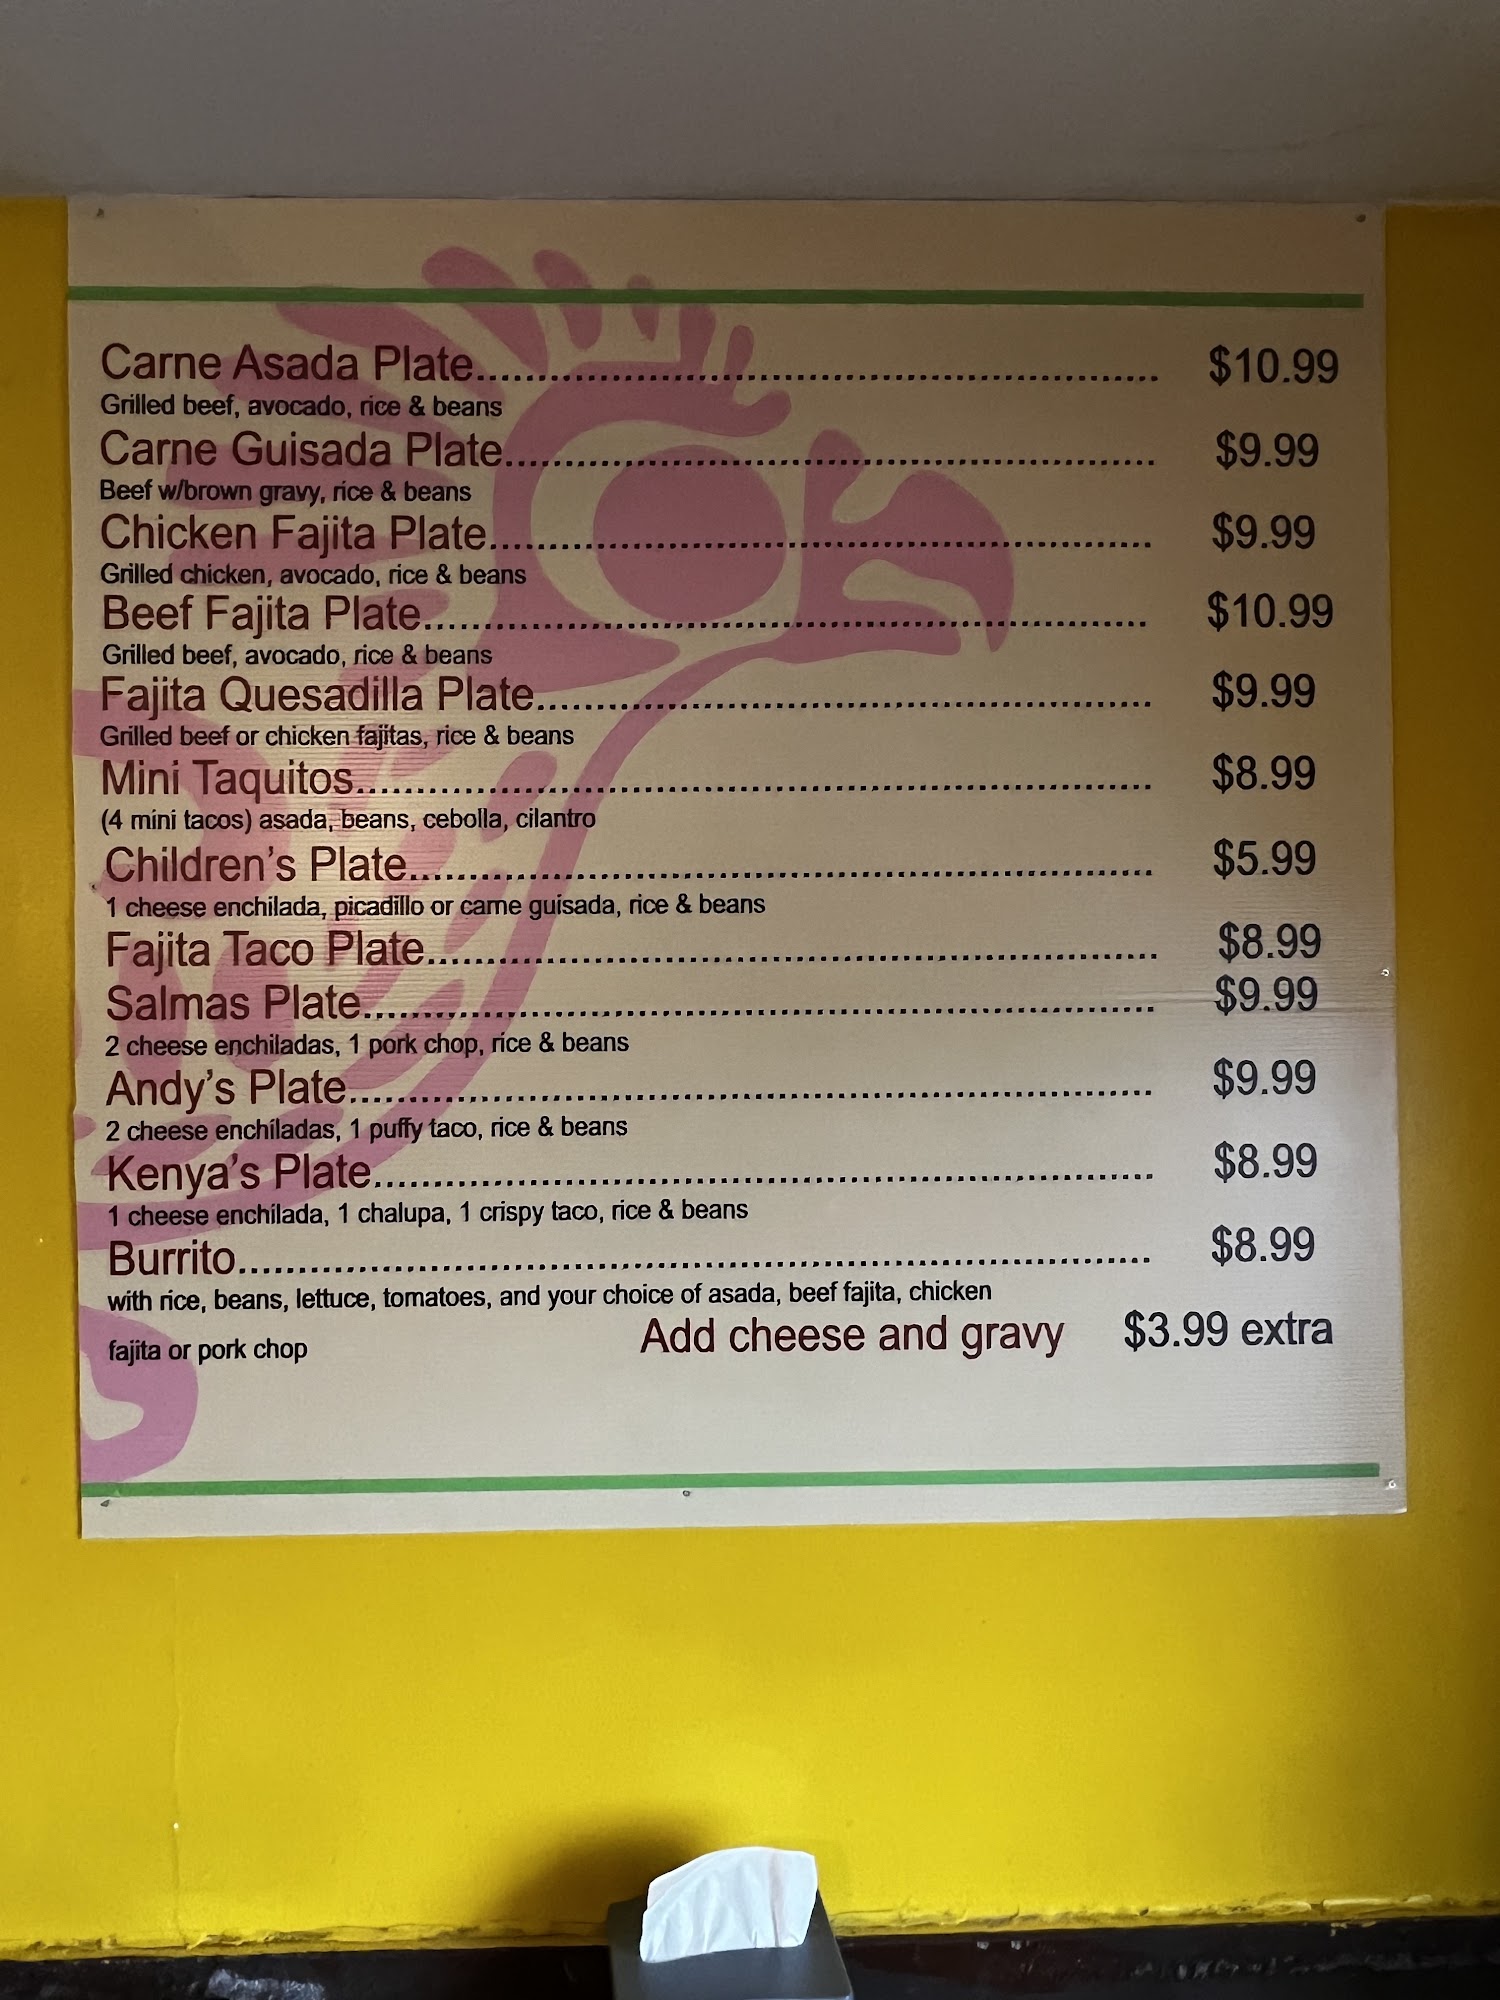 Carne Asada Plate.......................................................... $10.99
Grilled beef, avocado, rice & beans
Carne Guisada Plate....................................................... $9.99
Beef w/brown gravy, rice & beans
Chicken Fajita Plate........................................................ $9.99
Grilled chicken, avocado, rice & beans
Beef Fajita Plate............................................................. $10.99
Grilled beef, avocado, rice & beans
Fajita Quesadilla Plate.................................................... $9.99
Grilled beef or chicken fajitas, rice & beans
Mini Taquitos................................................................... $8.99
(4 mini tacos) asada, beans, cebolla, cilantro
Children's Plate............................................................... $5.99
1 cheese enchilada, picadillo or carne guisada, rice & beans
Fajita Taco Plate.............................................................. $8.99
Salmas Plate................................................................... $9.99
2 cheese enchiladas, 1 pork chop, rice & beans
Andy's Plate.................................................................... $9.99
2 cheese enchiladas, 1 puffy taco, rice & beans
Kenya's Plate.................................................................. $8.99
1 cheese enchilada, 1 chalupa, 1 crispy taco, rice & beans
Burrito............................................................................. $8.99
with rice, beans, lettuce, tomatoes, and your choice of asada, beef fajita, chicken
fajita or pork chop Add cheese and gravy $3.99 extra